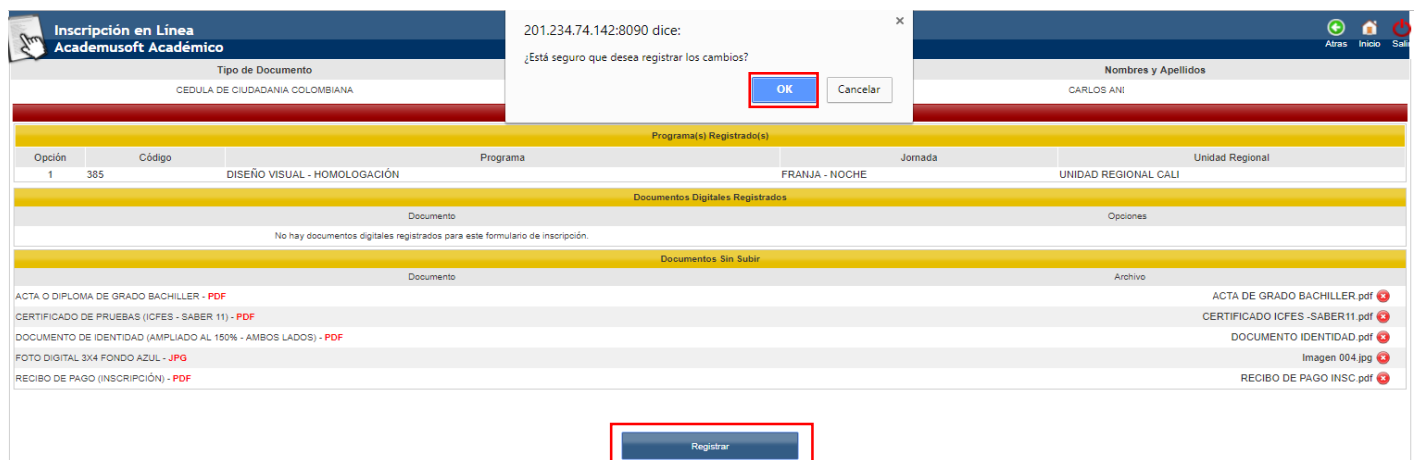 Inscripción en Línea
Academusoft Académico
201.234.74.142:8090 dice:
¿Está seguro que desea registrar los cambios?
OK Cancelar
Atras Inicio Sali
Tipo de Documento Nombres y Apellidos
CEDULA DE CIUDADANIA COLOMBIANA CARLOS ANI
Programa(s) Registrado(s)
Opción Código Programa Jornada Unidad Regional
1 385 DISEÑO VISUAL - HOMOLOGACIÓN FRANJA - NOCHE UNIDAD REGIONAL CALI
Documentos Digitales Registrados
Documento Opciones
No hay documentos digitales registrados para este formulario de inscripción.
Documentos Sin Subir
Documento Archivo
ACTA O DIPLOMA DE GRADO BACHILLER - PDF ACTA DE GRADO BACHILLER.pdf
CERTIFICADO DE PRUEBAS (ICFES - SABER 11) - PDF CERTIFICADO ICFES -SABER11.pdf
DOCUMENTO DE IDENTIDAD (AMPLIADO AL 150% - AMBOS LADOS) - PDF DOCUMENTO IDENTIDAD.pdf
FOTO DIGITAL 3X4 FONDO AZUL - JPG Imagen 004.jpg
RECIBO DE PAGO (INSCRIPCIÓN) - PDF RECIBO DE PAGO INSC.pdf
Registrar